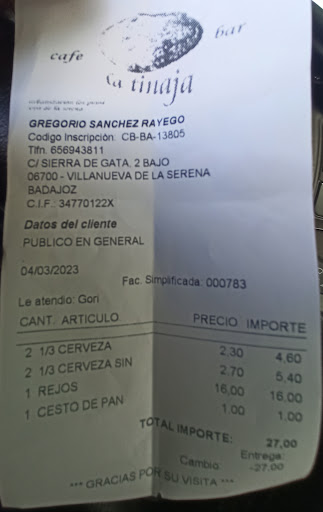 cafe bar
la tinaja
GREGORIO SANCHEZ RAYEGO
Codigo Inscripción: CB-BA-13805
Tlfn: 656943811
C/ SIERRA DE GATA, 2 BAJO
06700 - VILLANUEVA DE LA SERENA
BADAJOZ
C.I.F. 34770122X
Datos del cliente
PUBLICO EN GENERAL
04/03/2023
Fac. Simplificada: 000783
Le atendio: Gori
CANT. ARTICULO PRECIO IMPORTE
2 1/3 CERVEZA 2,30 4,60
2 1/3 CERVEZA SIN 2,70 5,40
1 REJOS 16,00 16,00
1 CESTO DE PAN 1,00 1,00
TOTAL IMPORTE: 27,00
Entrega:
Cambio -27,00
*** GRACIAS POR SU VISITA ***